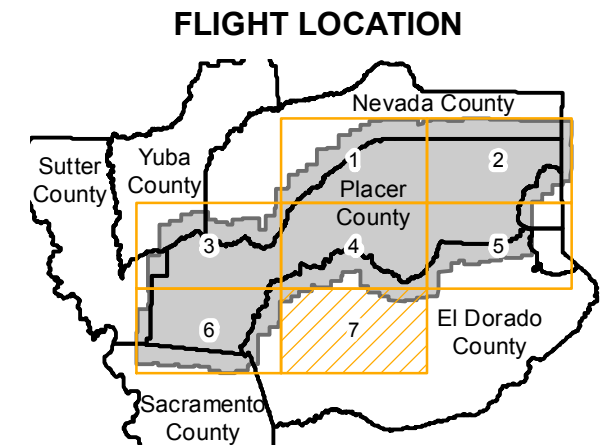 FLIGHT LOCATION
Nevada County
Sutter
County
Yuba
County
1
2
Placer
County
3
4
5
6
7
El Dorado
County
Sacramento
County